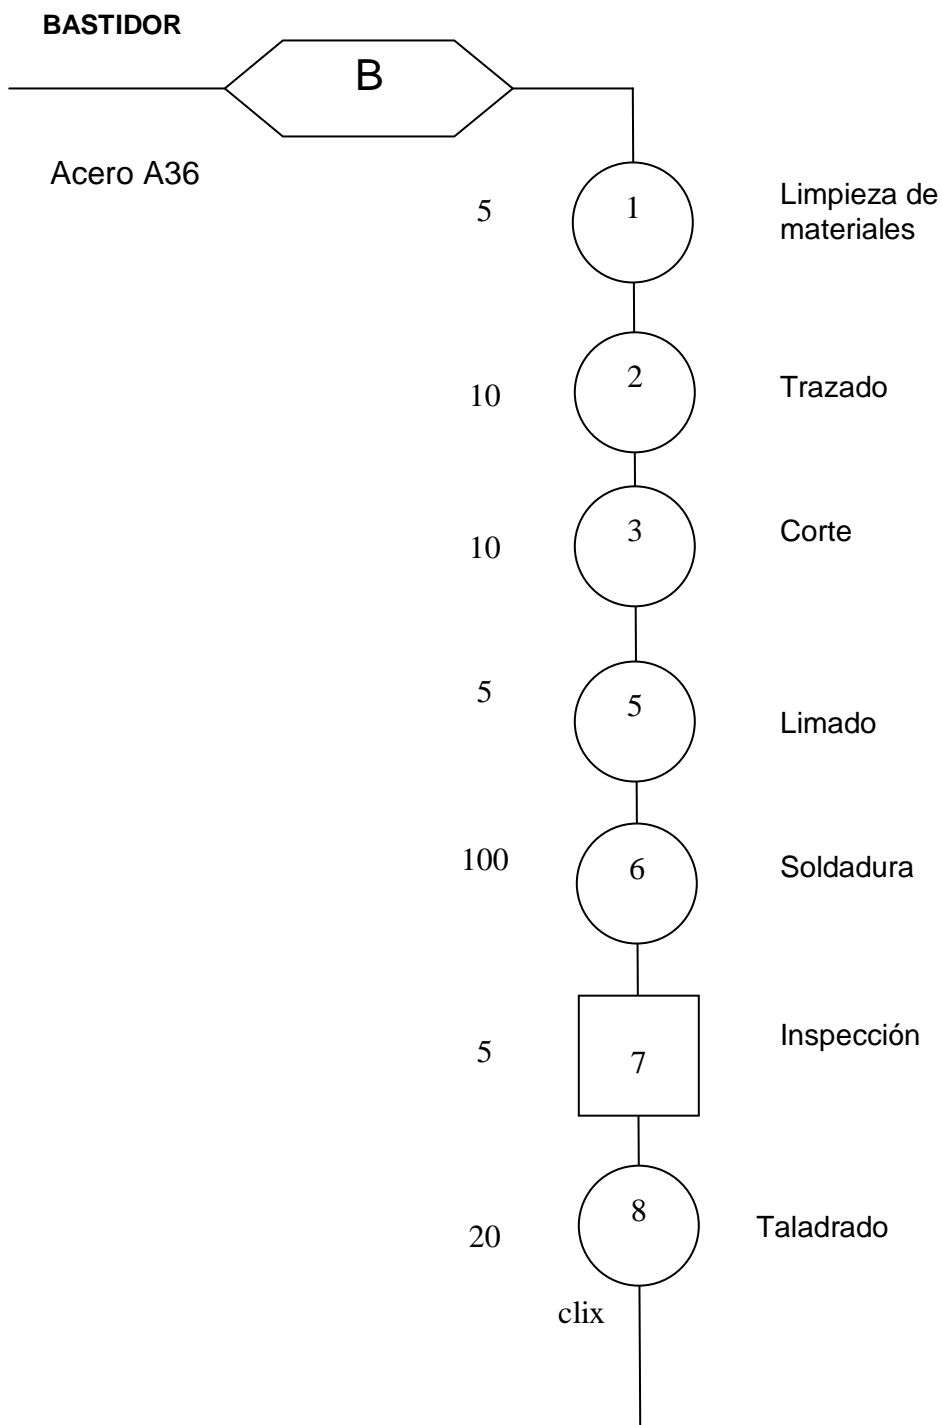 BASTIDOR
B
Acero A36
5
1
Limpieza de
materiales
10
2
Trazado
10
3
Corte
5
5
Limado
100
6
Soldadura
5
7
Inspección
20
8
Taladrado
clix